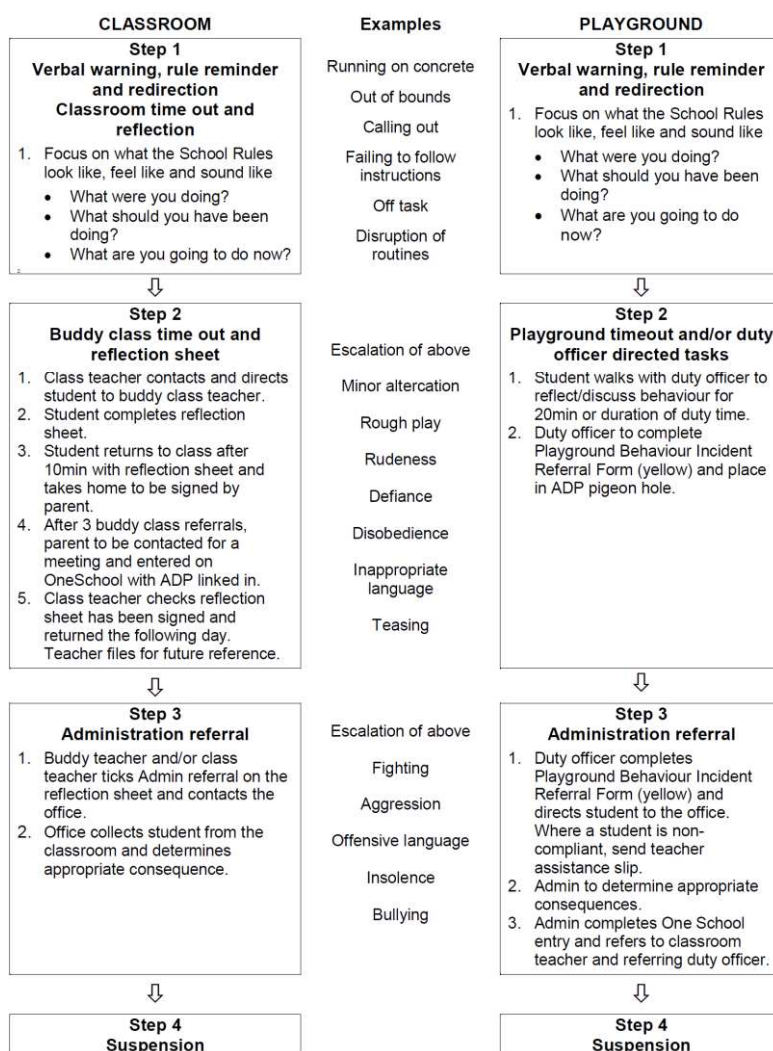 CLASSROOM
Step 1
Verbal warning, rule reminder
and redirection
Classroom time out and
reflection
1. Focus on what the School Rules
look like, feel like and sound like
• What were you doing?
• What should you have been
doing?
• What are you going to do now?
Step 2
Buddy class time out and
reflection sheet
1. Class teacher contacts and directs
student to buddy class teacher.
2. Student completes reflection
sheet.
3. Student returns to class after
10min with reflection sheet and
takes home to be signed by
parent.
4. After 3 buddy class referrals,
parent to be contacted for a
meeting and entered on
OneSchool with ADP linked in.
5. Class teacher checks reflection
sheet has been signed and
returned the following day.
Teacher files for future reference.
Step 3
Administration referral
1. Buddy teacher and/or class
teacher ticks Admin referral on the
reflection sheet and contacts the
office.
2. Office collects student from the
classroom and determines
appropriate consequence.
Step 4
Suspension
Examples
Running on concrete
Out of bounds
Calling out
Failing to follow
instructions
Off task
Disruption of
routines
Escalation of above
Minor altercation
Rough play
Rudeness
Defiance
Disobedience
Inappropriate
language
Teasing
Escalation of above
Fighting
Aggression
Offensive language
Insolence
Bullying
PLAYGROUND
Step 1
Verbal warning, rule reminder
and redirection
1. Focus on what the School Rules
look like, feel like and sound like
• What were you doing?
• What should you have been
doing?
• What are you going to do
now?
Step 2
Playground timeout and/or duty
officer directed tasks
1. Student walks with duty officer to
reflect/discuss behaviour for
20min or duration of duty time.
2. Duty officer to complete
Playground Behaviour Incident
Referral Form (yellow) and place
in ADP pigeon hole.
Step 3
Administration referral
1. Duty officer completes
Playground Behaviour Incident
Referral Form (yellow) and
directs student to the office.
Where a student is non-
compliant, send teacher
assistance slip.
2. Admin to determine appropriate
consequences.
3. Admin completes One School
entry and refers to classroom
teacher and referring duty officer.
Step 4
Suspension